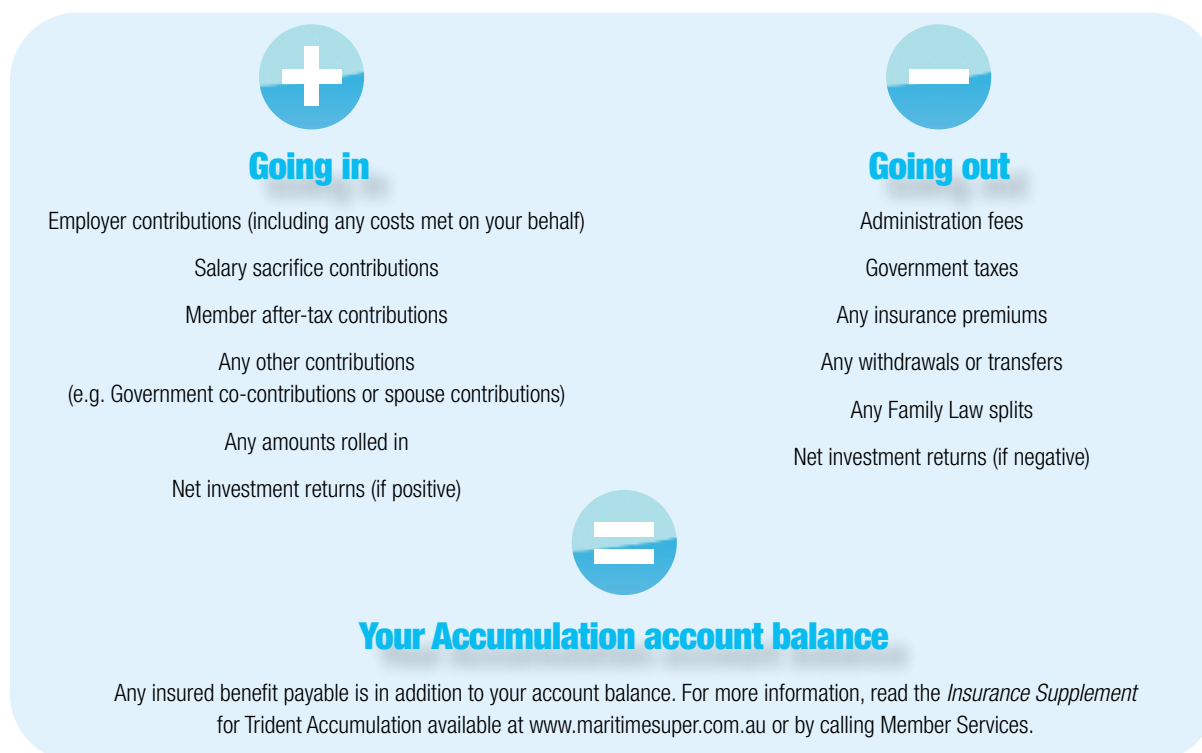 Going in
Employer contributions (including any costs met on your behalf)
Salary sacrifice contributions
Member after-tax contributions
Any other contributions
(e.g. Government co-contributions or spouse contributions)
Any amounts rolled in
Net investment returns (if positive)
Going out
Administration fees
Government taxes
Any insurance premiums
Any withdrawals or transfers
Any Family Law splits
Net investment returns (if negative)
Your Accumulation account balance
Any insured benefit payable is in addition to your account balance. For more information, read the Insurance Supplement
for Trident Accumulation available at www.maritimesuper.com.au or by calling Member Services.